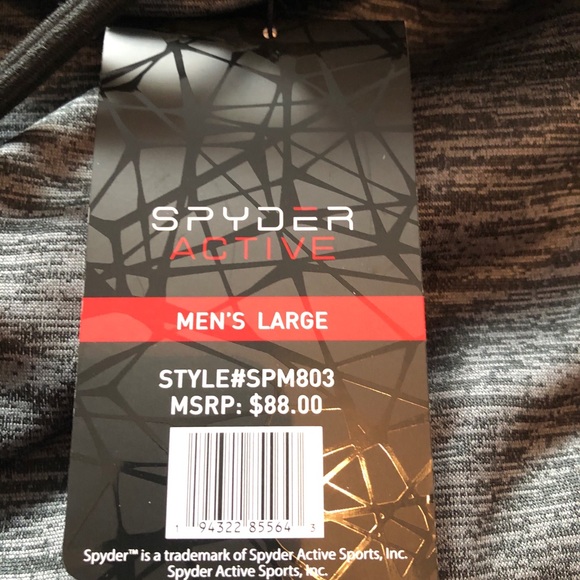 SPYDER
ACTIVE
MEN'S LARGE
STYLE#SPM803
MSRP: $88.00
1 94322 85564 3
Spyder™ is a trademark of Spyder Active Sports, Inc.
Spyder Active Sports, Inc.